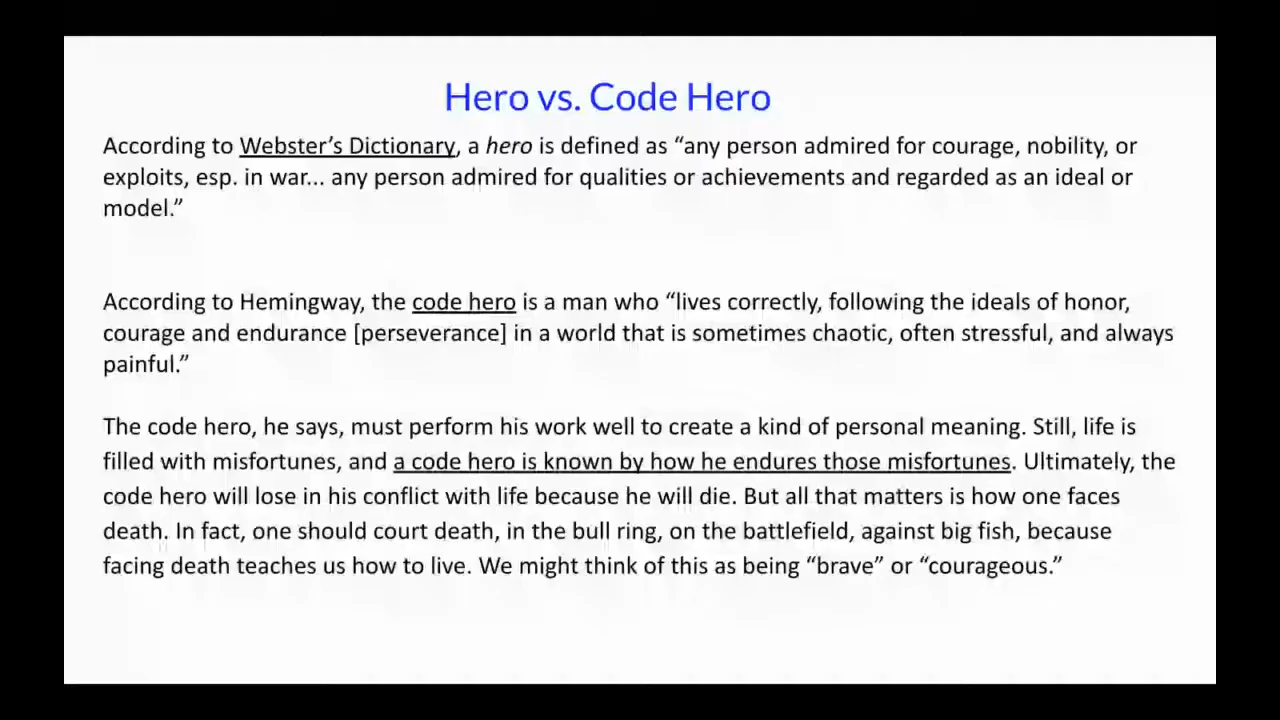 Hero vs. Code Hero
According to Webster’s Dictionary, a hero is defined as “any person admired for courage, nobility, or
exploits, esp. in war... any person admired for qualities or achievements and regarded as an ideal or
model.”
According to Hemingway, the code hero is a man who “lives correctly, following the ideals of honor,
courage and endurance [perseverance] in a world that is sometimes chaotic, often stressful, and always
painful.”
The code hero, he says, must perform his work well to create a kind of personal meaning. Still, life is
filled with misfortunes, and a code hero is known by how he endures those misfortunes. Ultimately, the
code hero will lose in his conflict with life because he will die. But all that matters is how one faces
death. In fact, one should court death, in the bull ring, on the battlefield, against big fish, because
facing death teaches us how to live. We might think of this as being “brave” or “courageous.”